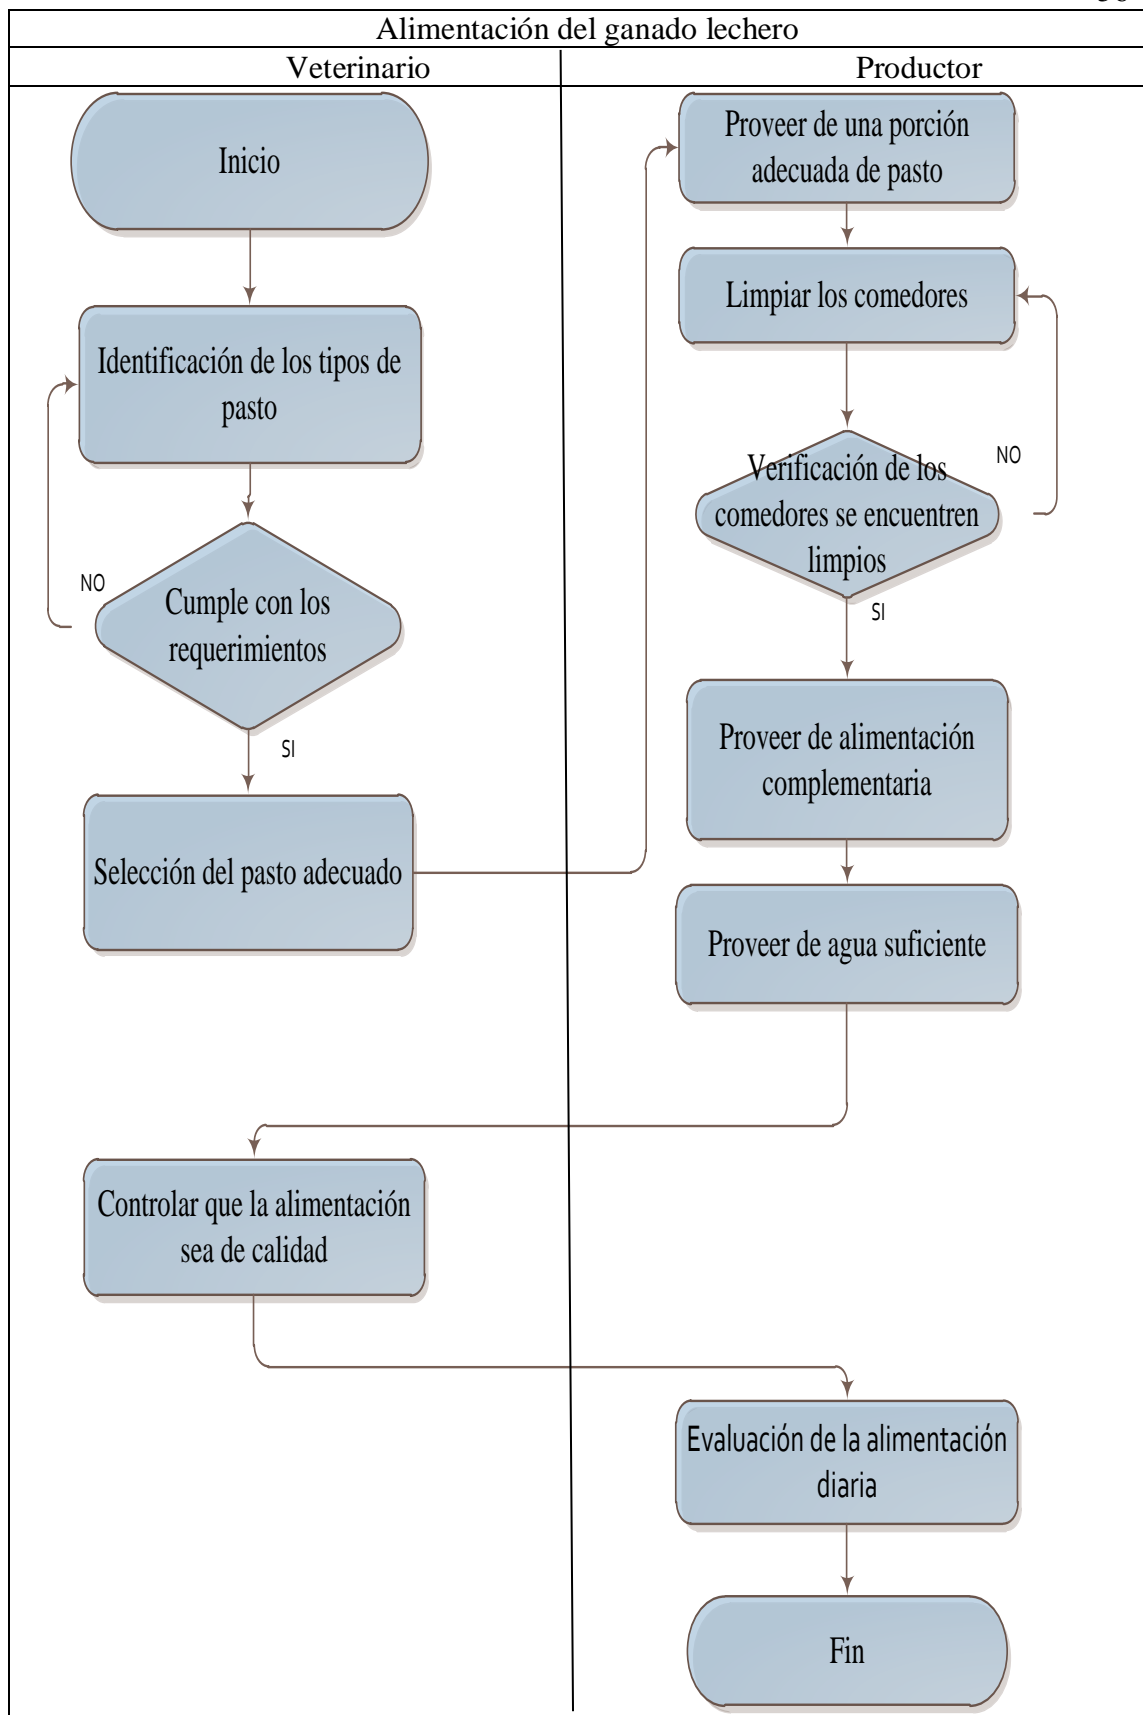 Alimentación del ganado lechero
Veterinario
Productor
Inicio
Identificación de los tipos de
pasto
NO
Cumple con los
requerimientos
SI
Selección del pasto adecuado
Proveer de una porción
adecuada de pasto
Limpiar los comedores
Verificación de los
comedores se encuentren
limpios
NO
SI
Proveer de alimentación
complementaria
Proveer de agua suficiente
Controlar que la alimentación
sea de calidad
Evaluación de la alimentación
diaria
Fin